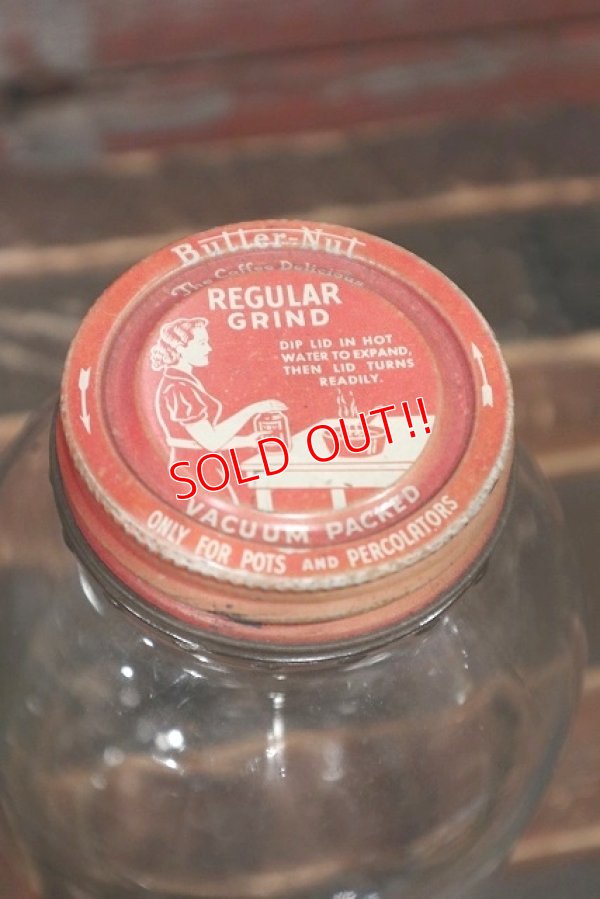 Butter-Nut
"The Coffee Delicious"
REGULAR
GRIND
DIP LID IN HOT
WATER TO EXPAND,
THEN LID TURNS
READILY.
SOLD OUT!!
VACUUM PACKED
ONLY FOR POTS AND PERCOLATORS